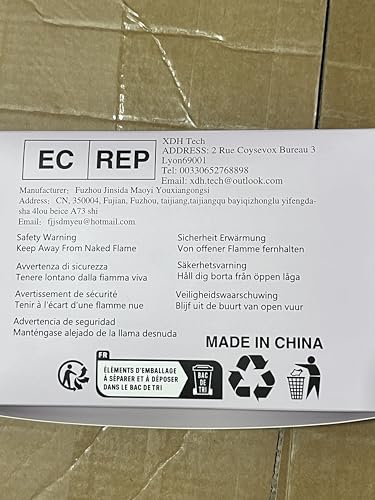 EC REP
XDH Tech
ADDRESS: 2 Rue Coysevox Bureau 3
Lyon69001
Tel: 00330652768898
Email: xdh.tech@outlook.com
Manufacturer: Fuzhou Jinsida Maoyi Youxiangongsi
Address: CN, 350004, Fujian, Fuzhou, taijiang,taijiangqu bayiqizhonglu yifengda-
sha 4lou beice A73 shi
Email: fjjsdmyeu@hotmail.com
Safety Warning
Keep Away From Naked Flame
Avvertenza di sicurezza
Tenere lontano dalla fiamma viva
Avertissement de sécurité
Tenir à l'écart d'une flamme nue
Advertencia de seguridad
Manténgase alejado de la llama desnuda
Sicherheit Erwärmung
Von offener Flamme fernhalten
Säkerhetsvarning
Håll dig borta från öppen låga
Veiligheidswaarschuwing
Blijf uit de buurt van open vuur
MADE IN CHINA
FR
ÉLÉMENTS D'EMBALLAGE
À SÉPARER ET À DÉPOSER
DANS LE BAC DE TRI
BAC
DE
TRI